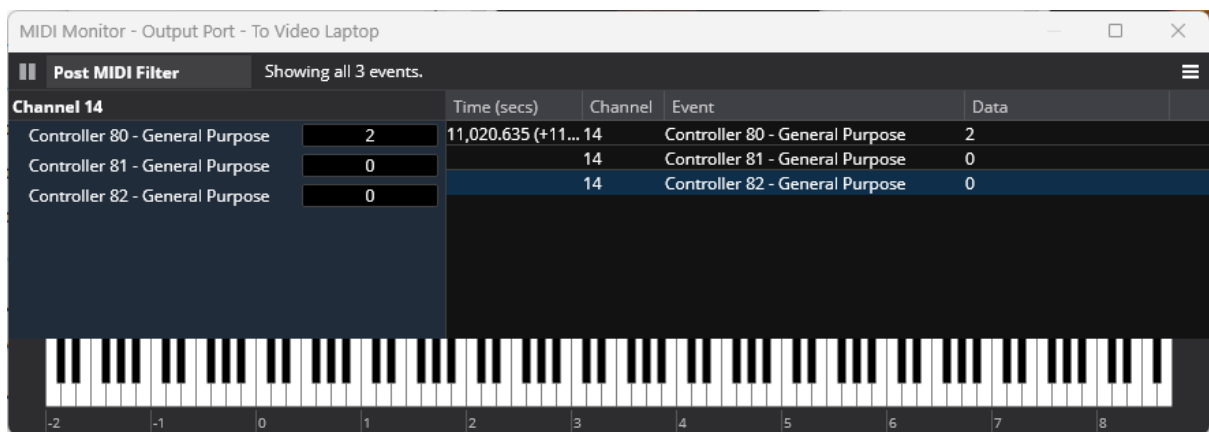 MIDI Monitor - Output Port - To Video Laptop
Post MIDI Filter Showing all 3 events.
Channel 14
Controller 80 - General Purpose 2
Controller 81 - General Purpose 0
Controller 82 - General Purpose 0
Time (secs) Channel Event Data
11,020.635 (+11... 14 Controller 80 - General Purpose 2
14 Controller 81 - General Purpose 0
14 Controller 82 - General Purpose 0
-2 -1 0 1 2 3 4 5 6 7 8